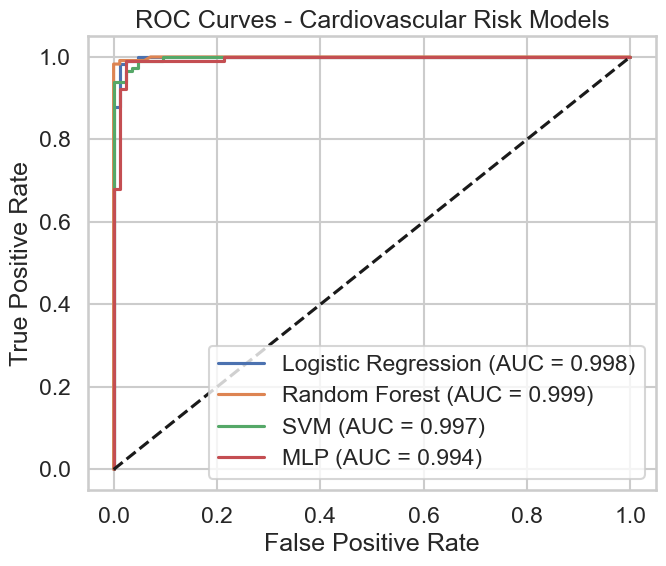 ROC Curves - Cardiovascular Risk Models
1.0
0.8
0.6
0.4
0.2
0.0
True Positive Rate
Logistic Regression (AUC = 0.998)
Random Forest (AUC = 0.999)
SVM (AUC = 0.997)
MLP (AUC = 0.994)
0.0 0.2 0.4 0.6 0.8 1.0
False Positive Rate